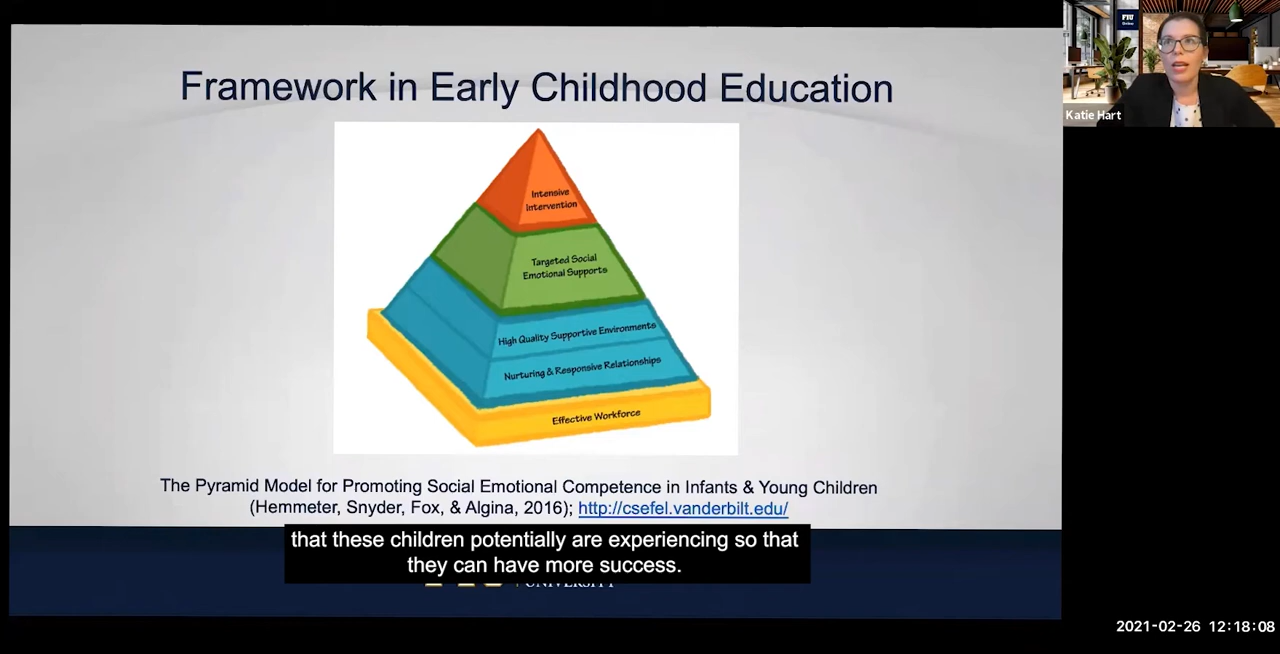 Framework in Early Childhood Education
Intensive
Intervention
Targeted Social
Emotional Supports
High Quality Supportive Environments
Nurturing & Responsive Relationships
Effective Workforce
The Pyramid Model for Promoting Social Emotional Competence in Infants & Young Children
(Hemmeter, Snyder, Fox, & Algina, 2016); http://csefel.vanderbilt.edu/
that these children potentially are experiencing so that
they can have more success.
UNIVERSITY
FIU
Online
Katie Hart
2021-02-26 12:18:08